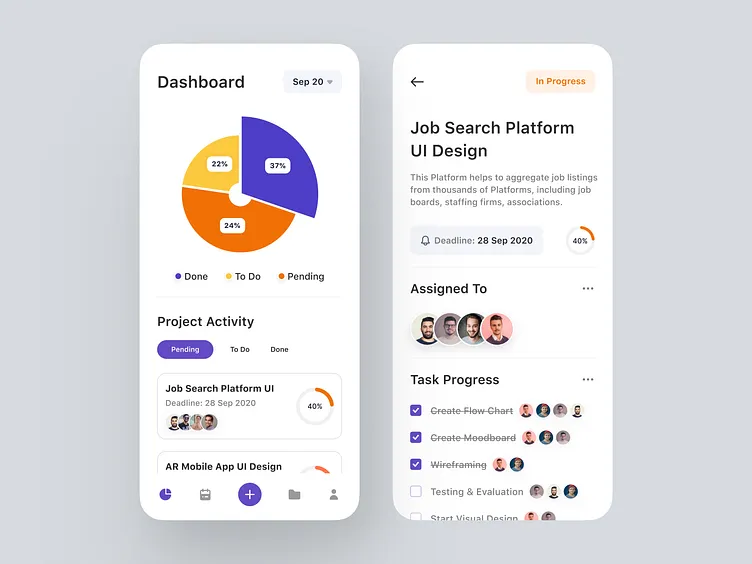 Dashboard
Sep 20
22%
37%
24%
Done
To Do
Pending
Project Activity
Pending
To Do
Done
Job Search Platform UI
Deadline: 28 Sep 2020
40%
AR Mobile App UI Design
In Progress
Job Search Platform
UI Design
This Platform helps to aggregate job listings
from thousands of Platforms, including job
boards, staffing firms, associations.
Deadline: 28 Sep 2020
40%
Assigned To
Task Progress
Create Flow Chart
Create Moodboard
Wireframing
Testing & Evaluation
Start Visual Design